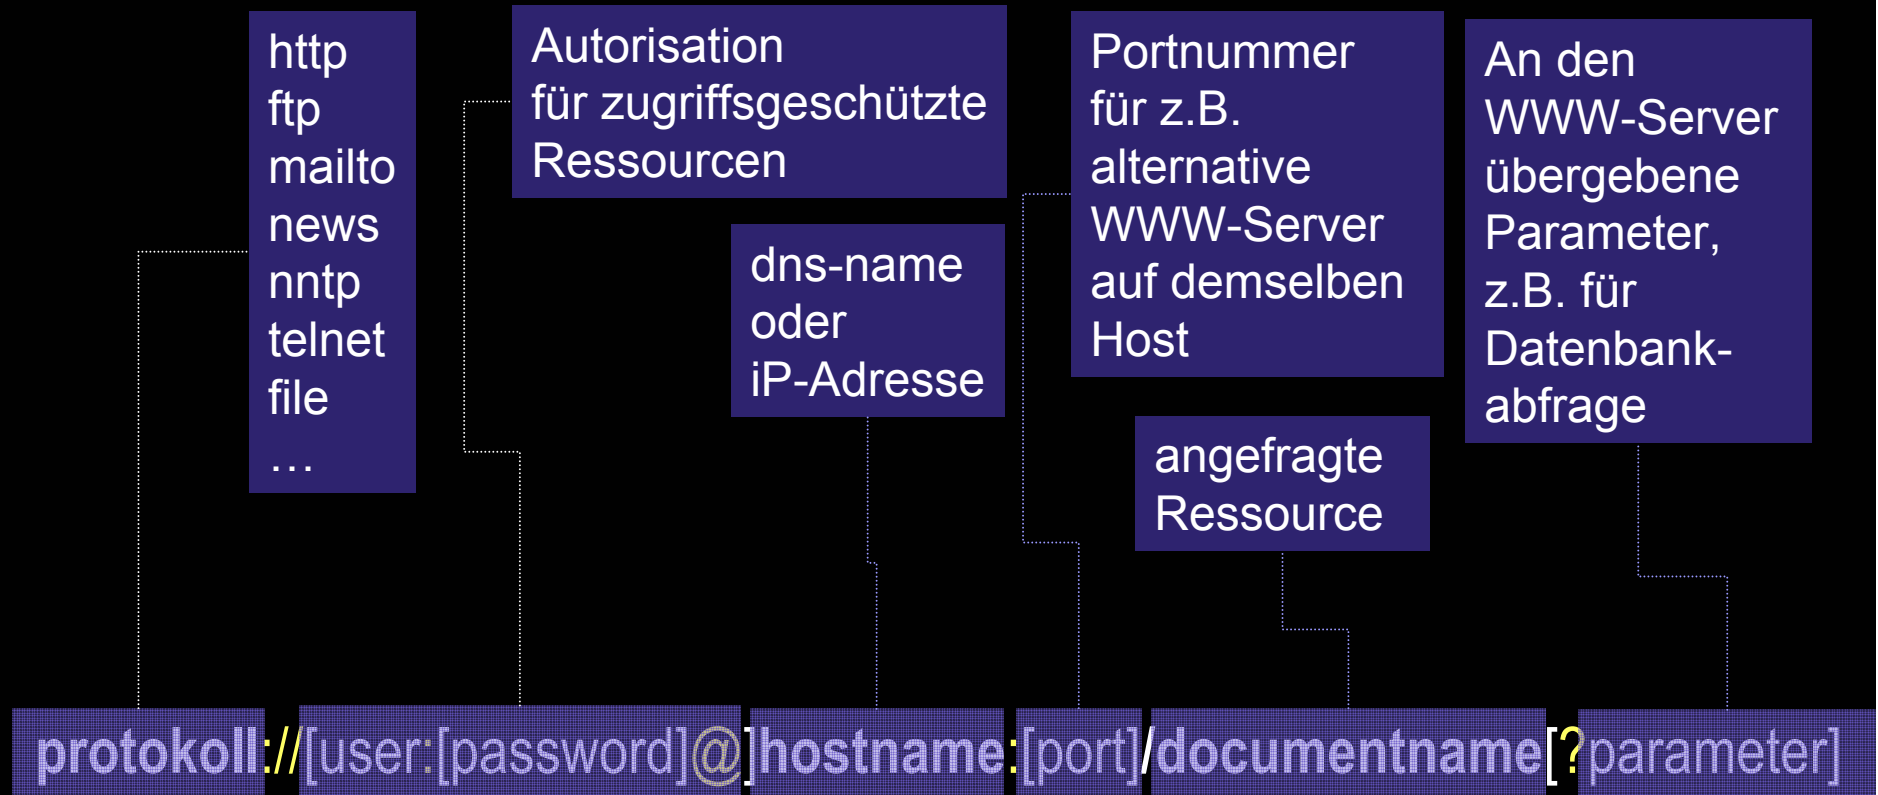 http
ftp
mailto
news
nntp
telnet
file
…
Autorisation
für zugriffsgeschützte
Ressourcen
dns-name
oder
iP-Adresse
Portnummer
für z.B.
alternative
WWW-Server
auf demselben
Host
angefragte
Ressource
An den
WWW-Server
übergebene
Parameter,
z.B. für
Datenbank-
abfrage
protokoll://[user:[password]@]hostname:[port]/documentname[?parameter]